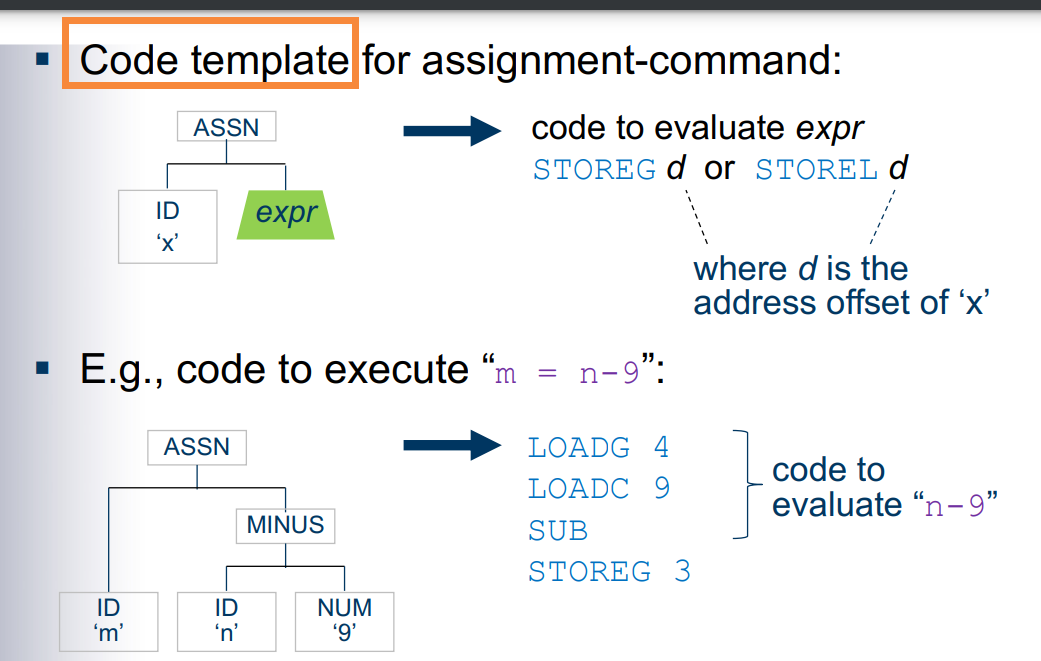 Code template for assignment-command:
ASSN
ID
‘x’
expr
code to evaluate expr
STOREG d or STOREL d
where d is the
address offset of ‘x’
E.g., code to execute “m = n-9”:
ASSN
MINUS
ID
‘m’
ID
‘n’
NUM
‘9’
LOADG 4
LOADC 9
SUB
STOREG 3
code to
evaluate “n-9”